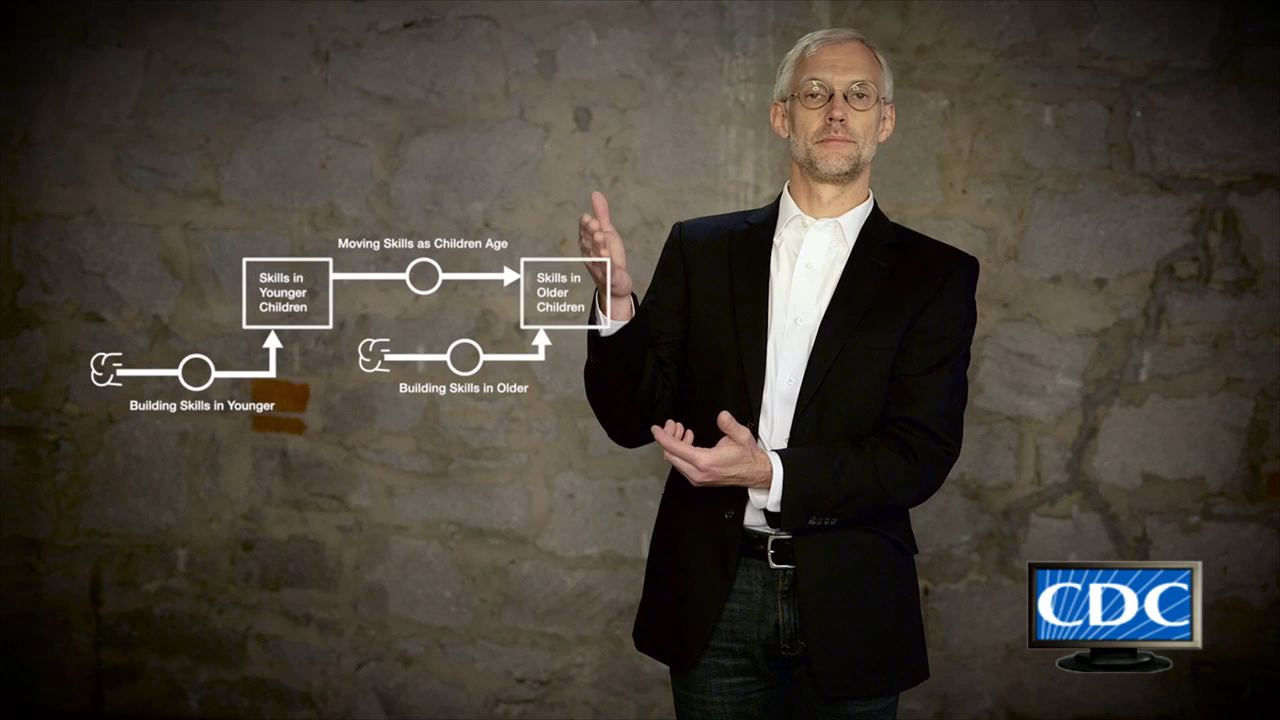 Moving Skills as Children Age
Skills in
Younger
Children
Skills in
Older
Children
Building Skills in Older
Building Skills in Younger
CDC